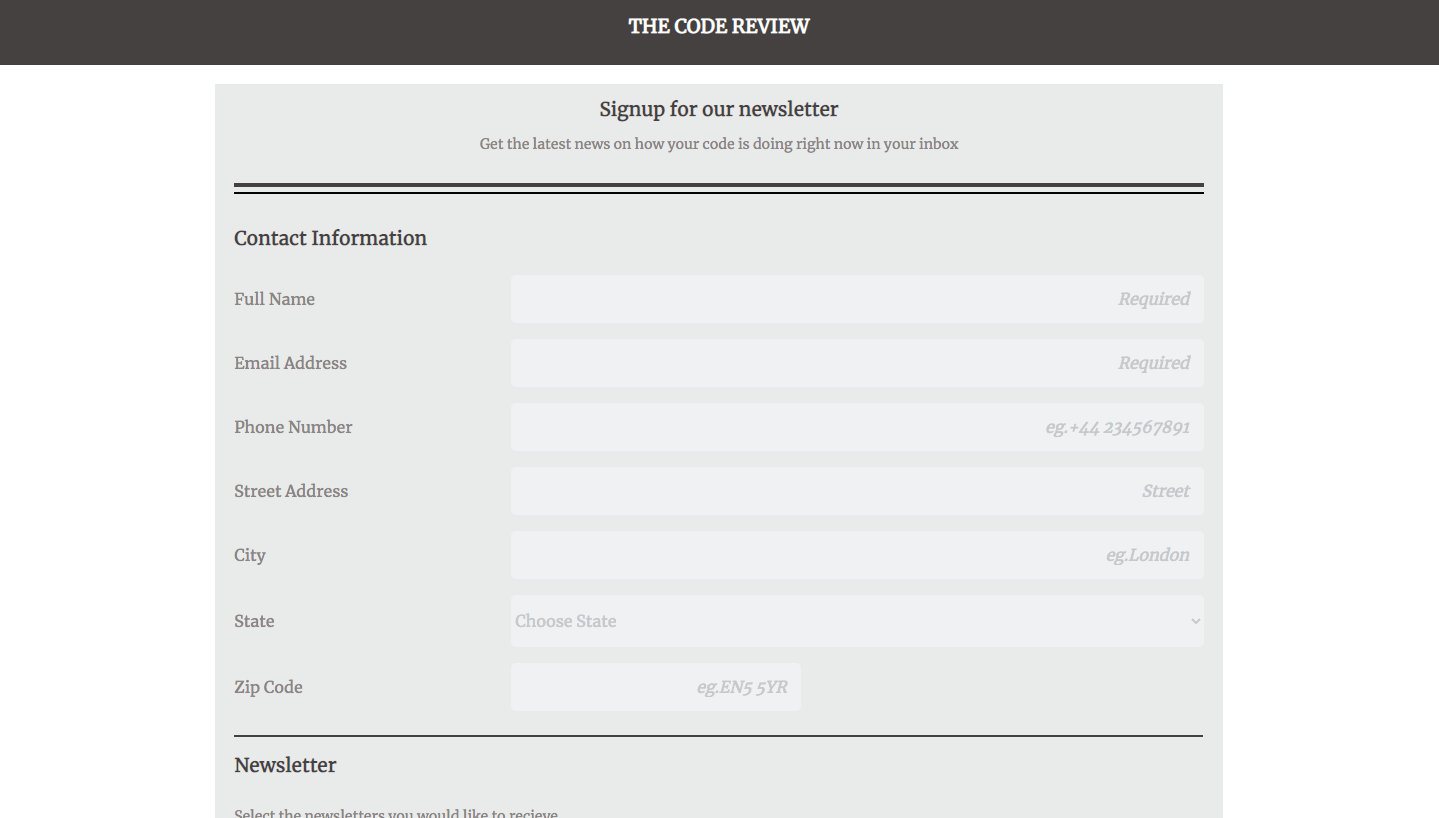 THE CODE REVIEW
Signup for our newsletter
Get the latest news on how your code is doing right now in your inbox
Contact Information
Full Name Required
Email Address Required
Phone Number eg.+44 234567891
Street Address Street
City eg.London
State Choose State
Zip Code eg.EN5 5YR
Newsletter
Select the newsletters you would like to recieve